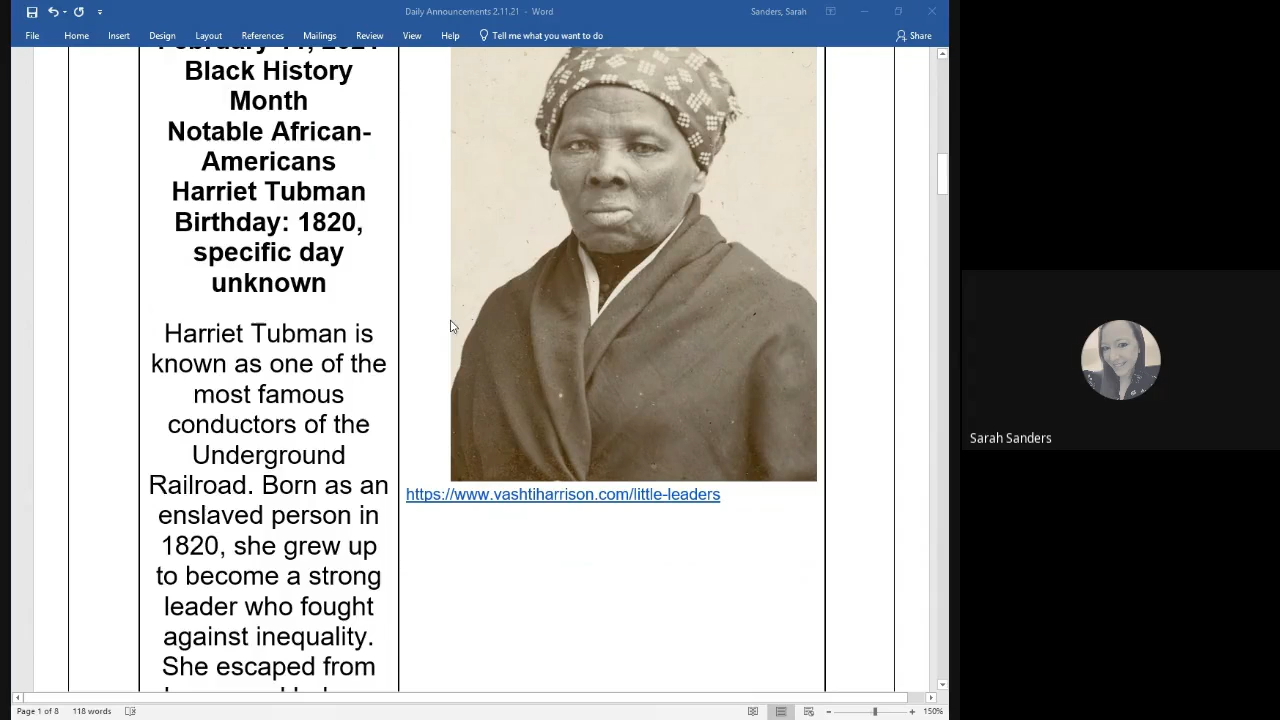 Daily Announcements 2.11.21 - Word
Sanders, Sarah
File Home Insert Design Layout References Mailings Review View Help Tell me what you want to do Share
February 11, 2021
Black History
Month
Notable African-
Americans
Harriet Tubman
Birthday: 1820,
specific day
unknown
Harriet Tubman is
known as one of the
most famous
conductors of the
Underground
Railroad. Born as an
enslaved person in
1820, she grew up
to become a strong
leader who fought
against inequality.
She escaped from
https://www.vashtiharrison.com/little-leaders
Sarah Sanders
Page 1 of 8 118 words
150%